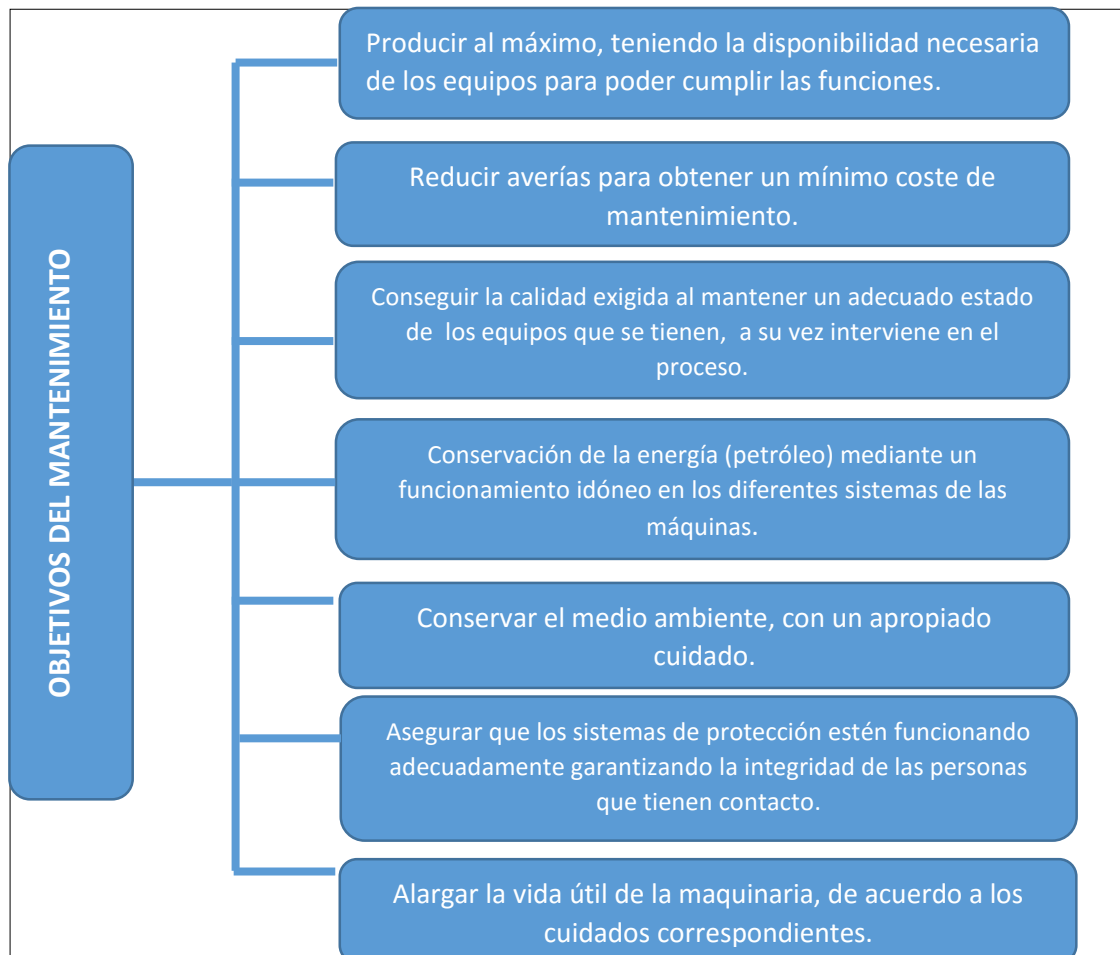 OBJETIVOS DEL MANTENIMIENTO
Producir al máximo, teniendo la disponibilidad necesaria
de los equipos para poder cumplir las funciones.
Reducir averías para obtener un mínimo coste de
mantenimiento.
Conseguir la calidad exigida al mantener un adecuado estado
de los equipos que se tienen, a su vez interviene en el
proceso.
Conservación de la energía (petróleo) mediante un
funcionamiento idóneo en los diferentes sistemas de las
máquinas.
Conservar el medio ambiente, con un apropiado
cuidado.
Asegurar que los sistemas de protección estén funcionando
adecuadamente garantizando la integridad de las personas
que tienen contacto.
Alargar la vida útil de la maquinaria, de acuerdo a los
cuidados correspondientes.